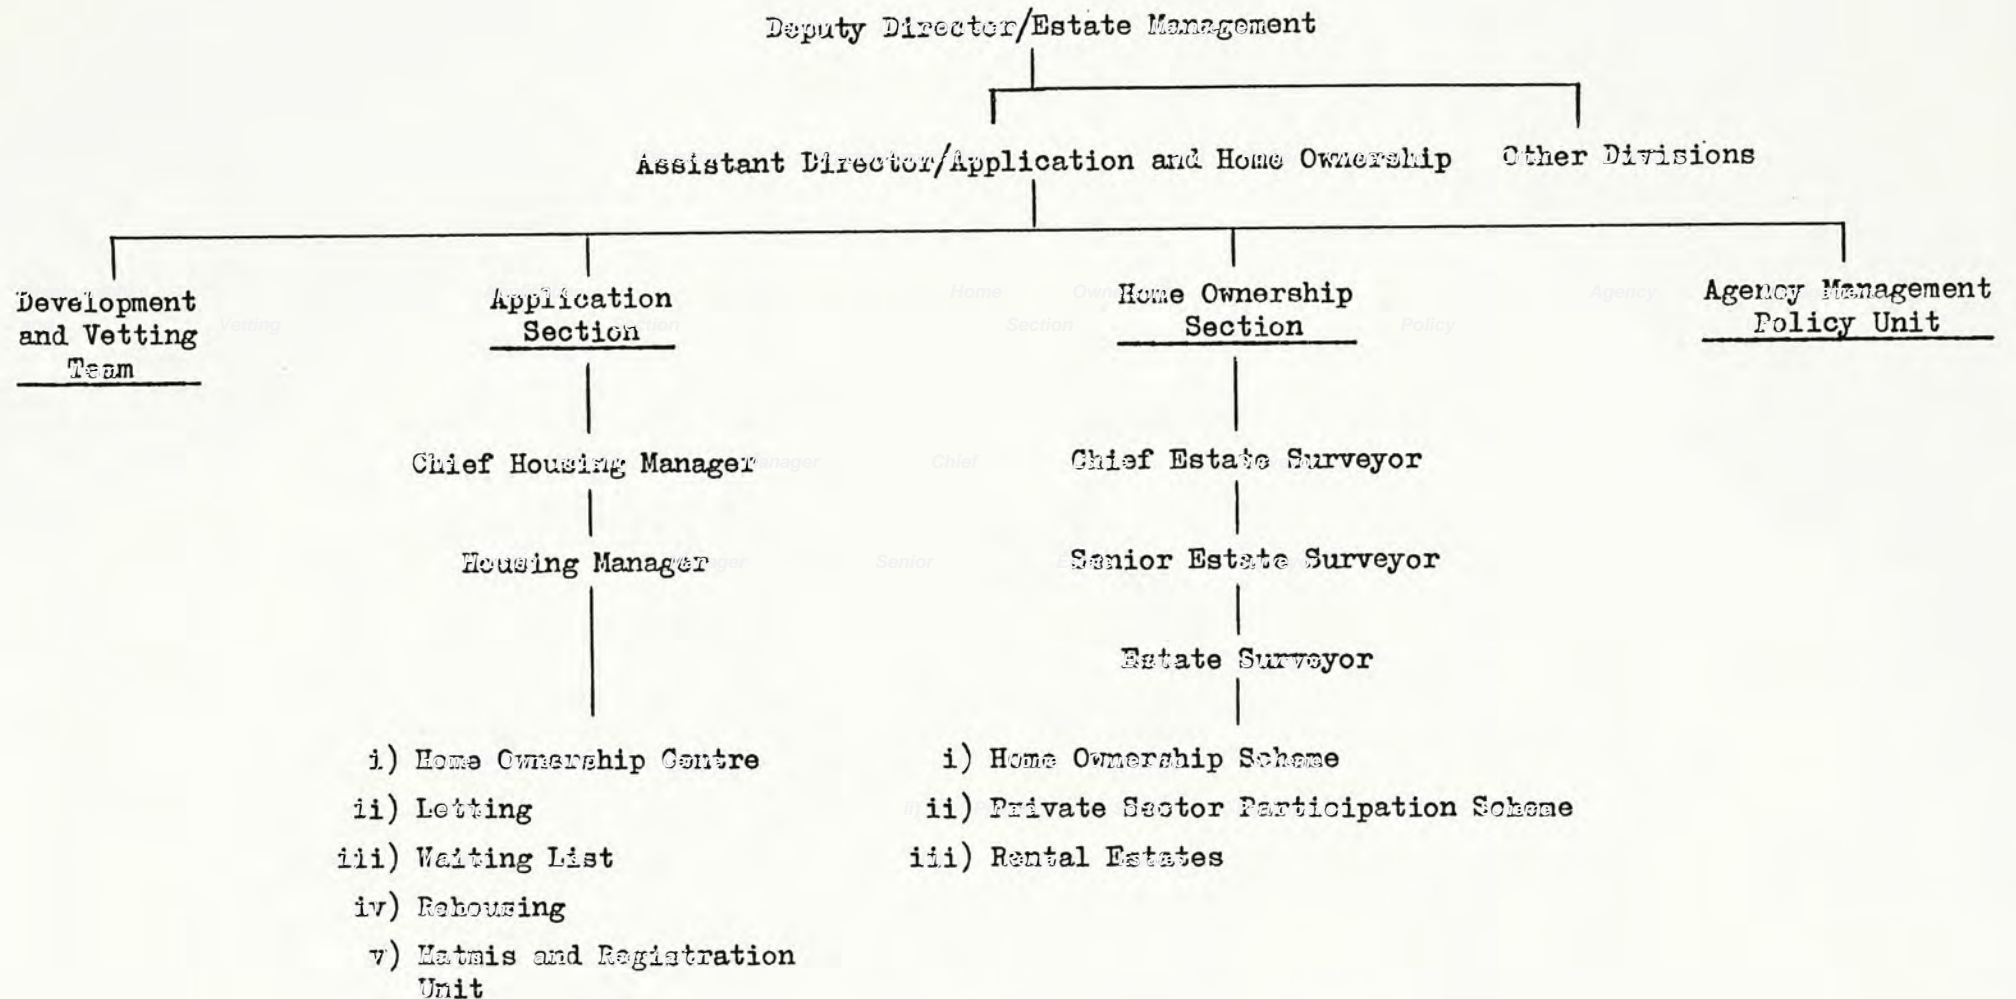 Deputy Director/Estate Management
Assistant Director/Application and Home Ownership
Other Divisions
Development
and Vetting
Team
Application
Section
Home Ownership
Section
Agency Management
Policy Unit
Chief Housing Manager
Housing Manager
i) Home Ownership Centre
ii) Letting
iii) Waiting List
iv) Rehousing
v) Hatmis and Registration
Unit
Chief Estate Surveyor
Senior Estate Surveyor
Estate Surveyor
i) Home Ownership Scheme
ii) Private Sector Participation Scheme
iii) Rental Estates